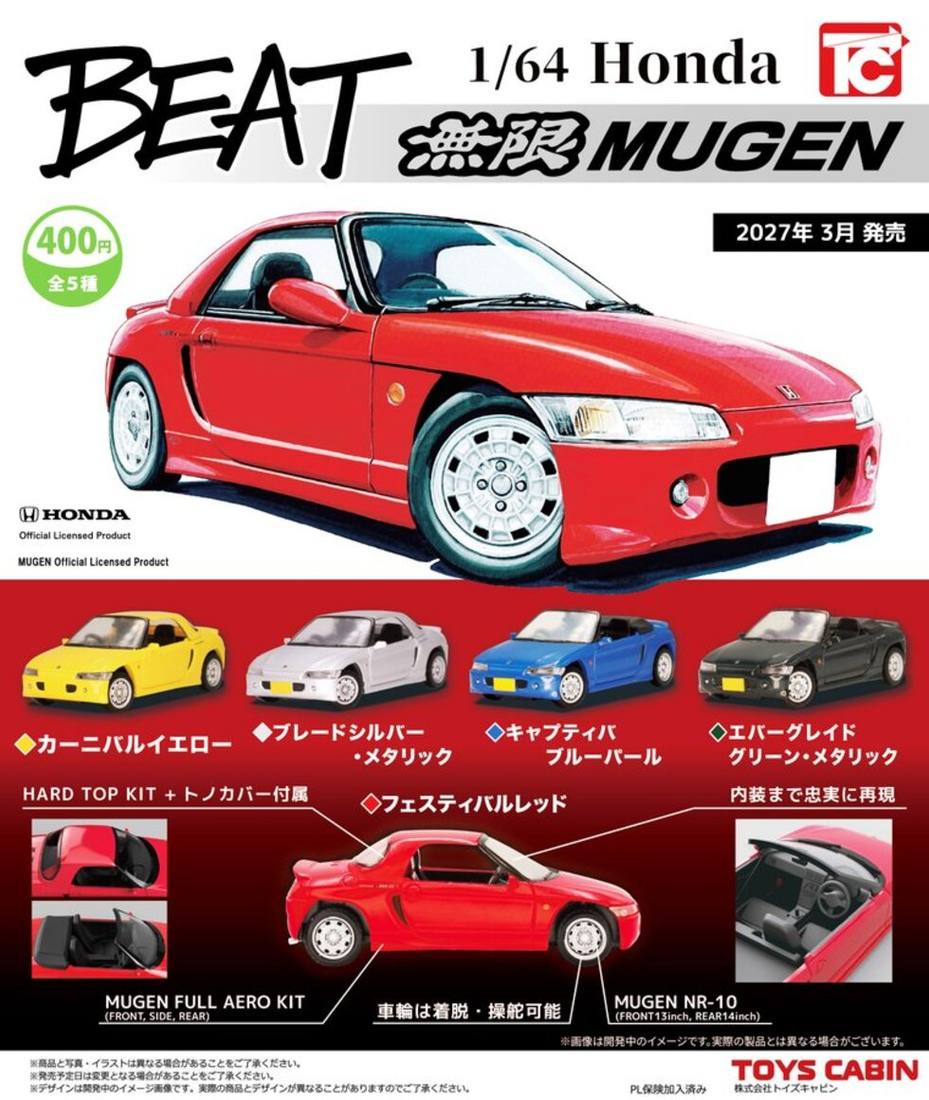 BEAT
1/64 Honda
TC
無限 MUGEN
2027年 3月 発売
400円
全5種
HONDA
Official Licensed Product
MUGEN Official Licensed Product
◆カーニバルイエロー
◆ブレードシルバー
・メタリック
◆キャプティバ
ブルーパール
◆エバーグレイド
グリーン・メタリック
HARD TOP KIT + トノカバー付属
◆フェスティバルレッド
内装まで忠実に再現
MUGEN FULL AERO KIT
(FRONT, SIDE, REAR)
車輪は着脱・操舵可能
MUGEN NR-10
(FRONT13inch, REAR14inch)
※画像は開発中のイメージです。実際の製品とは異なる場合がございます。
※商品と写真・イラストは異なる場合があることをご了承ください。
※発売予定日は変更となる場合があることをご了承ください。
※デザインは開発中のイメージ画像です。実際の商品とデザインが異なることがありますのでご了承ください。
PL保険加入済み
TOYS CABIN
株式会社トイズキャビン